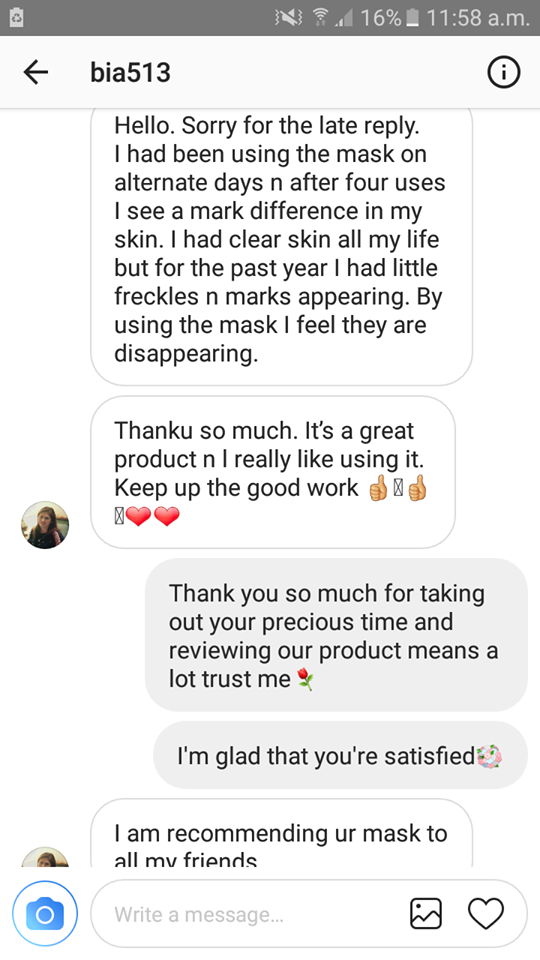 16% 11:58 a.m.
bia513
Hello. Sorry for the late reply.
I had been using the mask on
alternate days n after four uses
I see a mark difference in my
skin. I had clear skin all my life
but for the past year I had little
freckles n marks appearing. By
using the mask I feel they are
disappearing.
Thanku so much. It's a great
product n I really like using it.
Keep up the good work 👍🏼👍🏼
❤❤
Thank you so much for taking
out your precious time and
reviewing our product means a
lot trust me🌹
I'm glad that you're satisfied💐
I am recommending ur mask to
all my friends
Write a message...